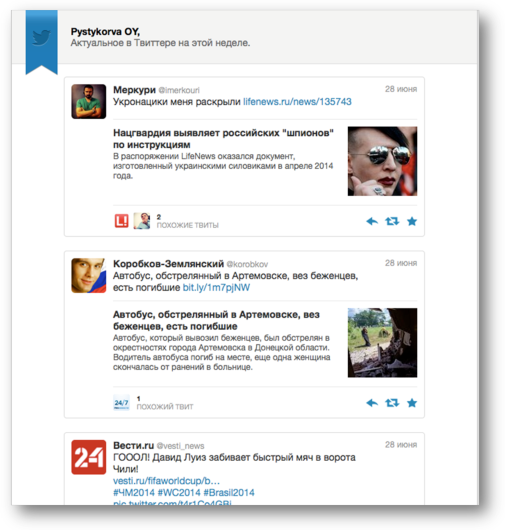 Pystykorva OY,
Актуальное в Твиттере на этой неделе.
Меркури @imerkouri 28 июня
Укронацики меня раскрыли lifenews.ru/news/135743
Нацгвардия выявляет российских "шпионов"
по инструкциям
В распоряжении LifeNews оказался документ,
изготовленный украинскими силовиками в апреле 2014
года.
L!
2
ПОХОЖИЕ ТВИТЫ
Коробков-Землянский @korobkov 28 июня
Автобус, обстрелянный в Артемовске, вез беженцев,
есть погибшие bit.ly/1m7pjNW
Автобус, обстрелянный в Артемовске, вез
беженцев, есть погибшие
Автобус, который вывозил беженцев, был обстрелян в
окрестностях города Артемовска в Донецкой области.
Водитель автобуса погиб на месте, еще одна женщина
скончалась от ранений в больнице.
24/7
1
ПОХОЖИЙ ТВИТ
24
Вести.ru @vesti_news 28 июня
ГОООЛ! Давид Луиз забивает быстрый мяч в ворота
Чили!
vesti.ru/fifaworldcup/b...
#ЧМ2014 #WC2014 #Brasil2014